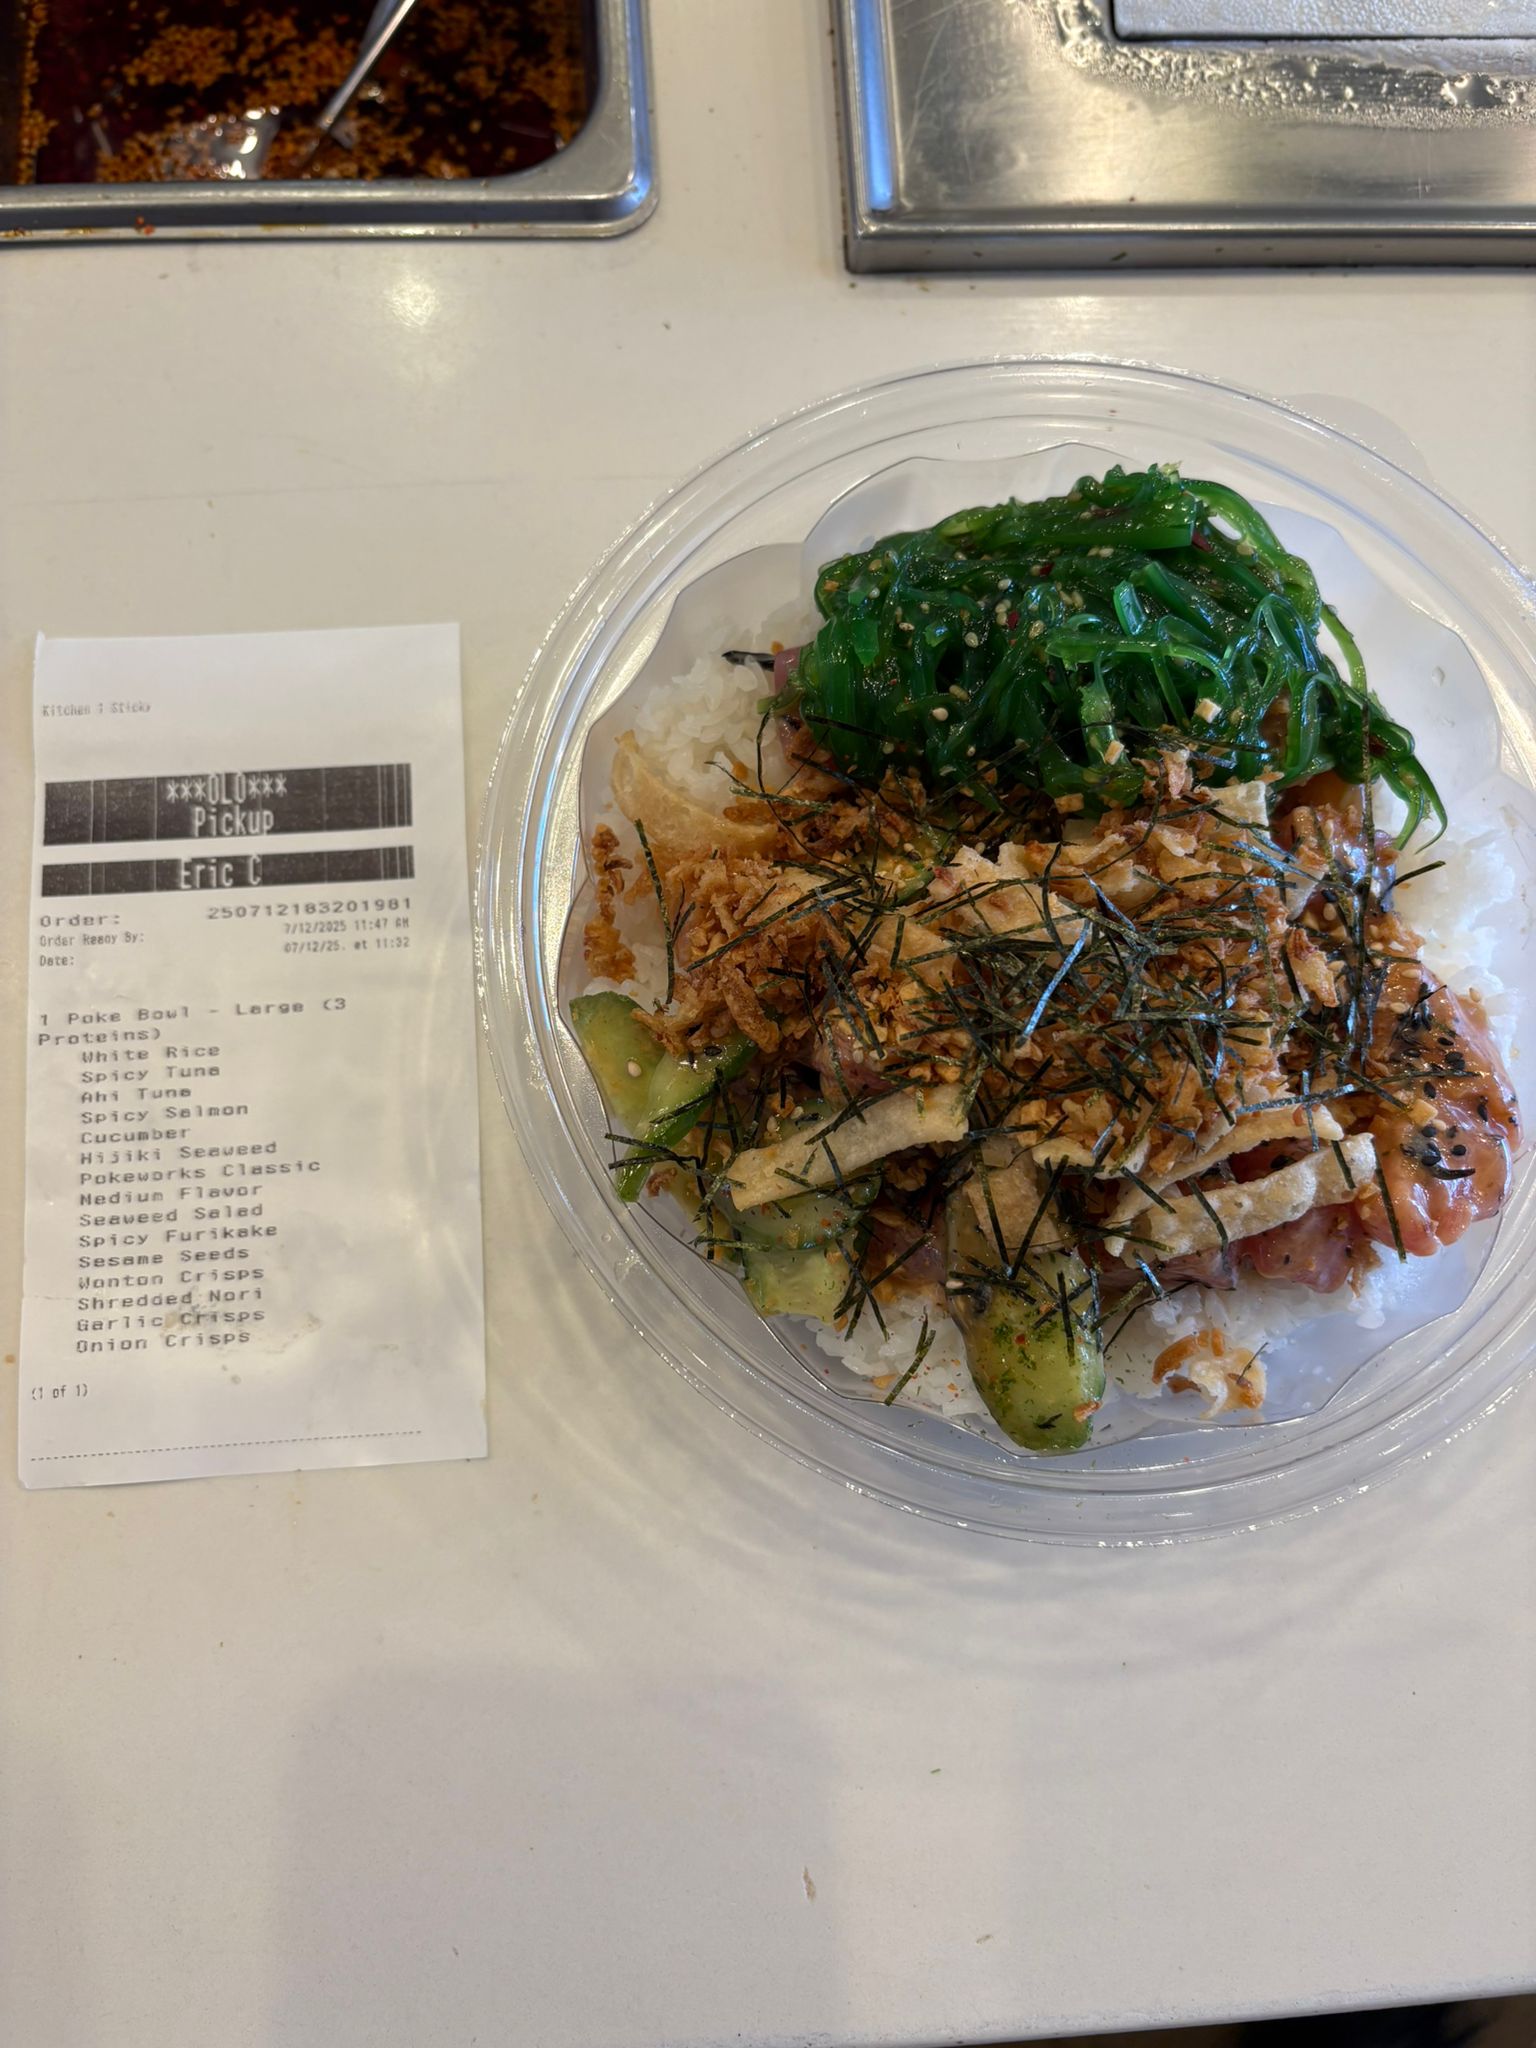 Kitchen 1 Sticky
***OLO***
Pickup
Eric C
Order: 250712183201981
Order Ready By: 7/12/2025 11:47 AM
Date: 07/12/25. at 11:32
1 Poke Bowl - Large (3
Proteins)
White Rice
Spicy Tuna
Ahi Tuna
Spicy Salmon
Cucumber
Hijiki Seaweed
Pokeworks Classic
Medium Flavor
Seaweed Salad
Spicy Furikake
Sesame Seeds
Wonton Crisps
Shredded Nori
Garlic Crisps
Onion Crisps
(1 of 1)